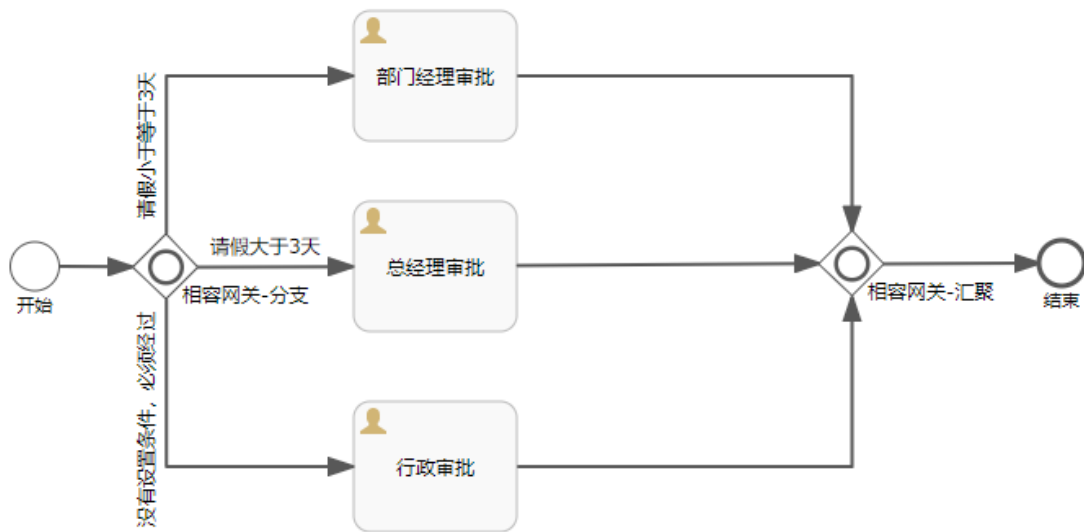 部门经理审批
请假小于等于3天
请假大于3天
总经理审批
开始
相容网关-分支
相容网关-汇聚
结束
没有设置条件，必须经过
行政审批